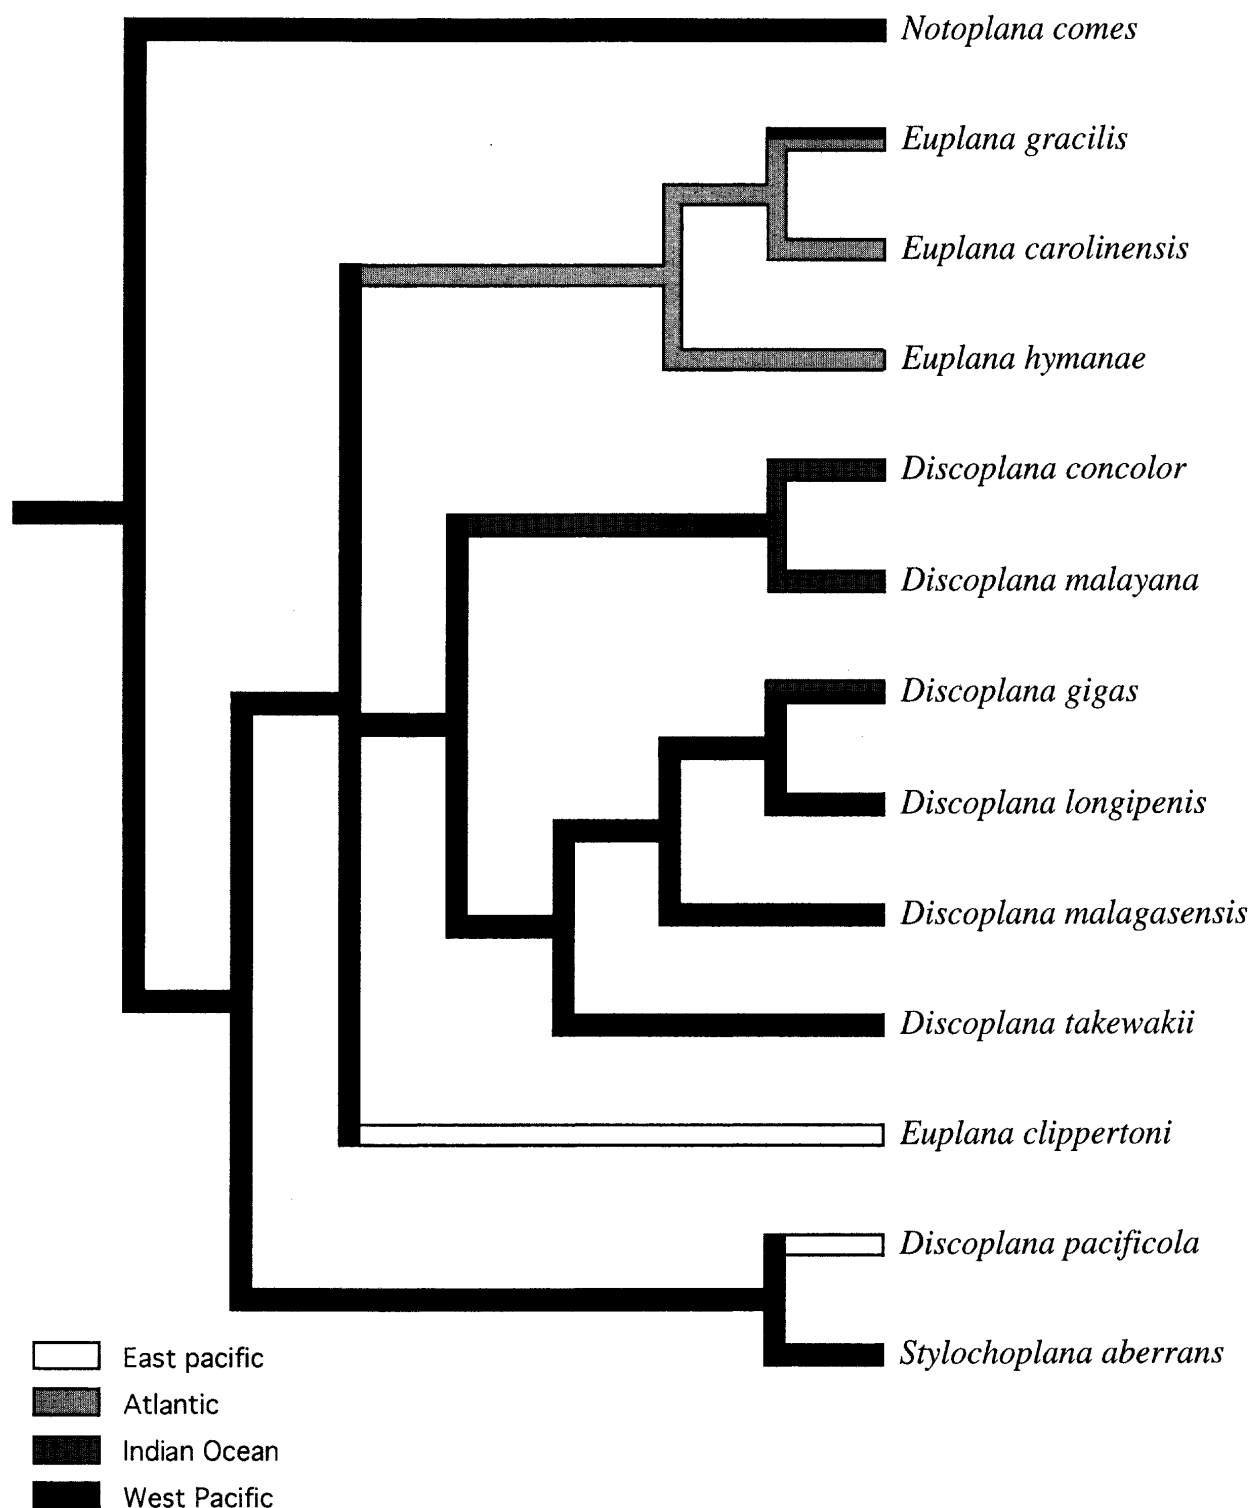 Notoplana comes
Euplana gracilis
Euplana carolinensis
Euplana hymanae
Discoplana concolor
Discoplana malayana
Discoplana gigas
Discoplana longipenis
Discoplana malagasensis
Discoplana takewakii
Euplana clippertoni
Discoplana pacificola
Stylochoplana aberrans
East pacific
Atlantic
Indian Ocean
West Pacific